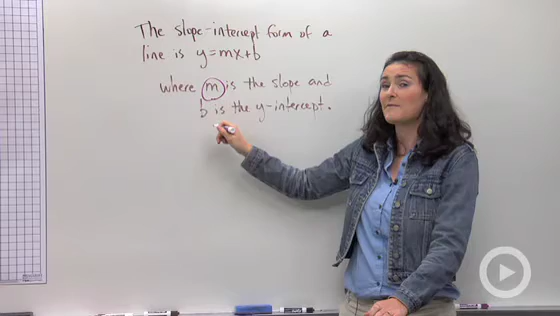 The slope-intercept form of a
line is y=mx+b
where m is the slope and
b is the y-intercept.